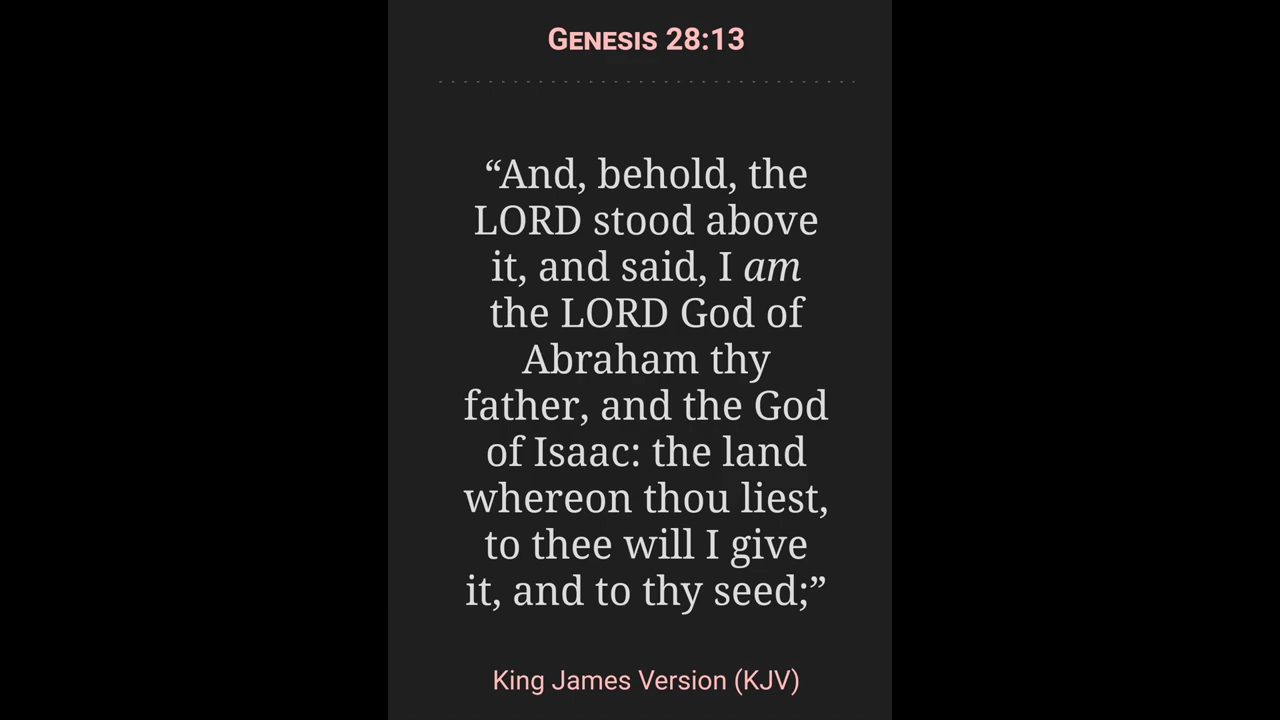 Genesis 28:13
“And, behold, the
LORD stood above
it, and said, I am
the LORD God of
Abraham thy
father, and the God
of Isaac: the land
whereon thou liest,
to thee will I give
it, and to thy seed;”
King James Version (KJV)